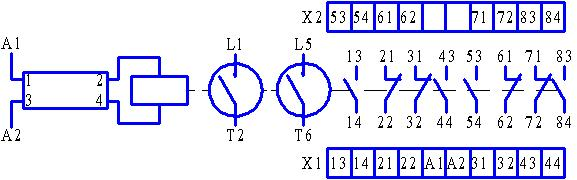 X2 53 54 61 62 71 72 83 84
A1 L1 L5 13 21 31 43 53 61 71 83
1 2
3 4
A2 T2 T6 14 22 32 44 54 62 72 84
X1 13 14 21 22 A1 A2 31 32 43 44